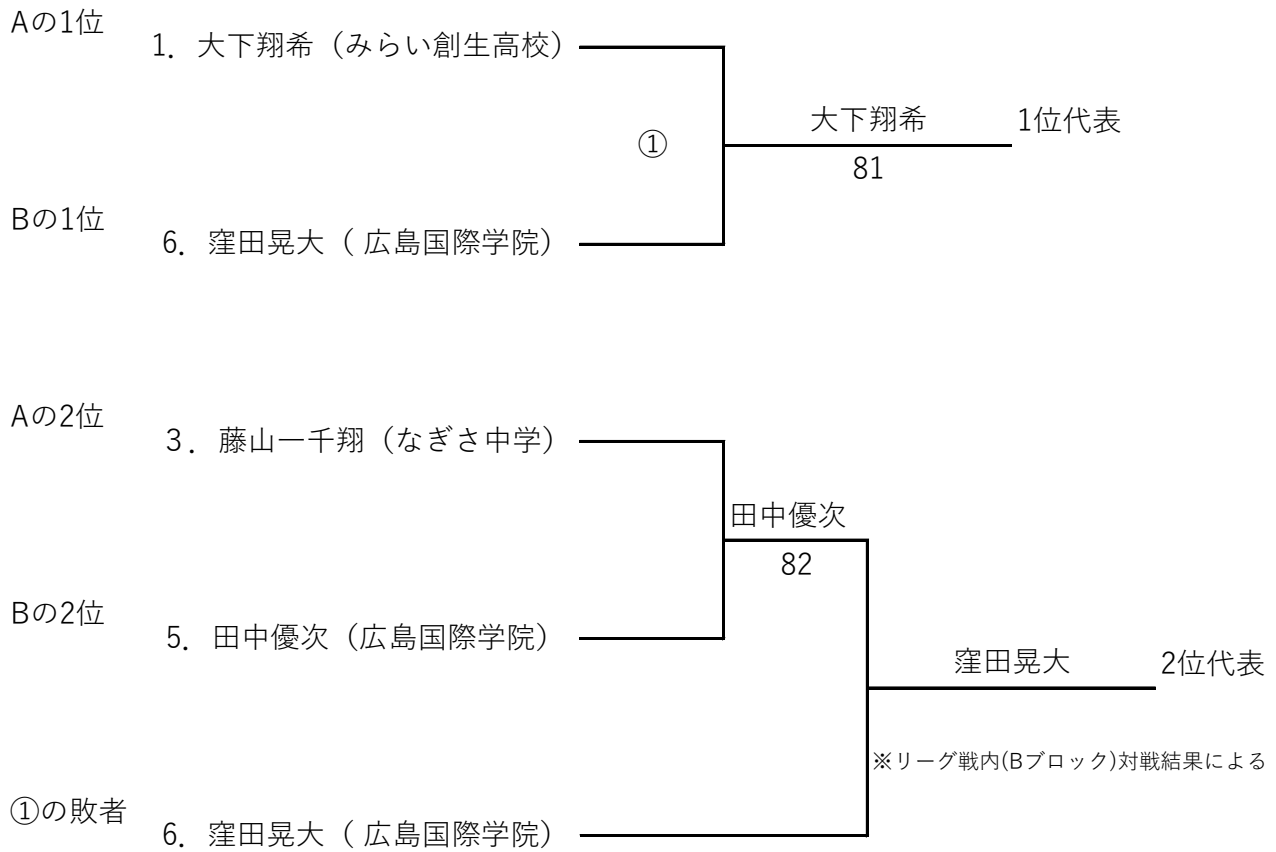 Aの1位
1. 大下翔希（みらい創生高校）
大下翔希 1位代表
①
81
Bの1位
6. 窪田晃大（ 広島国際学院）
Aの2位
３. 藤山一千翔（なぎさ中学）
田中優次
82
Bの2位
5. 田中優次（広島国際学院）
窪田晃大 2位代表
※リーグ戦内(Bブロック)対戦結果による
①の敗者
6. 窪田晃大（ 広島国際学院）